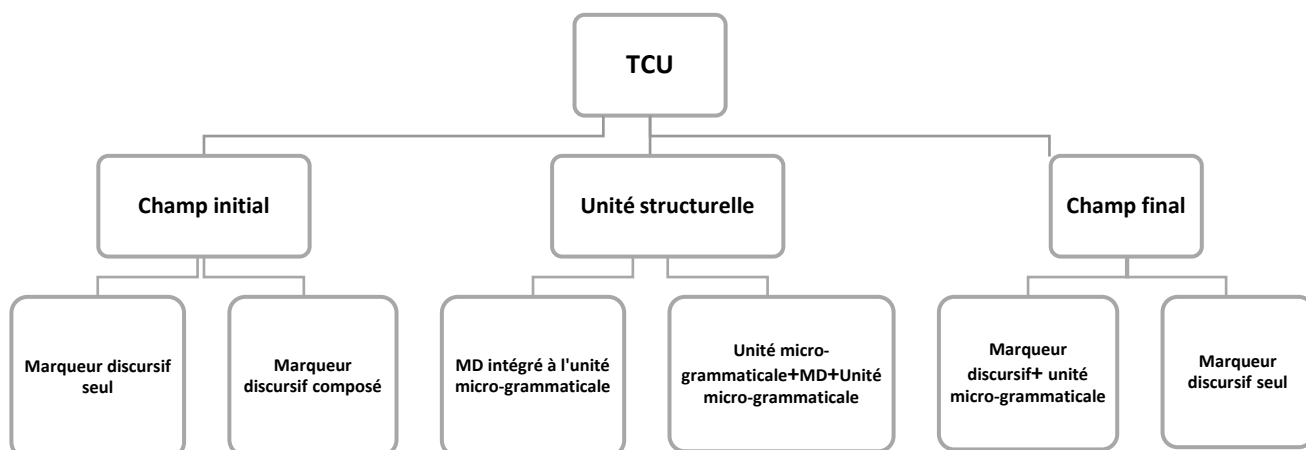 TCU
Champ initial
Unité structurelle
Champ final
Marqueur discursif
seul
Marqueur
discursif composé
MD intégré à l'unité
micro-grammaticale
Unité micro-
grammaticale+MD+Unité
micro-grammaticale
Marqueur
discursif+ unité
micro-grammaticale
Marqueur
discursif seul